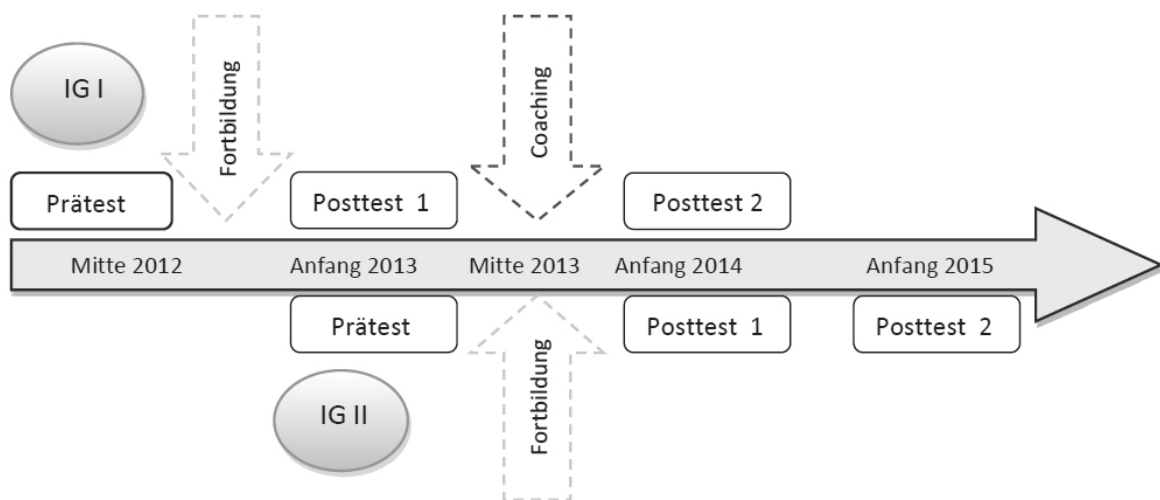 IG I
Fortbildung
Coaching
Prätest
Posttest 1
Posttest 2
Mitte 2012
Anfang 2013
Mitte 2013
Anfang 2014
Anfang 2015
Prätest
Posttest 1
Posttest 2
IG II
Fortbildung